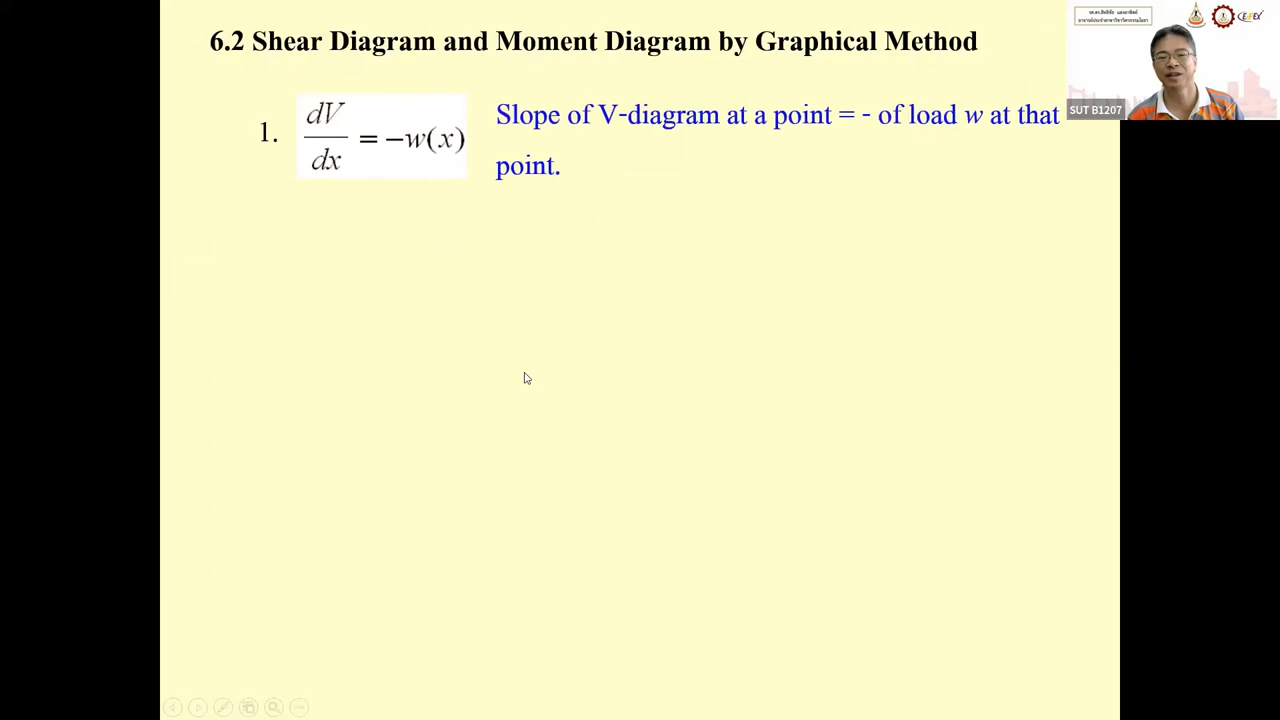 6.2 Shear Diagram and Moment Diagram by Graphical Method
1. dV/dx = −w(x)
Slope of V-diagram at a point = - of load w at that
point.
SUT B1207